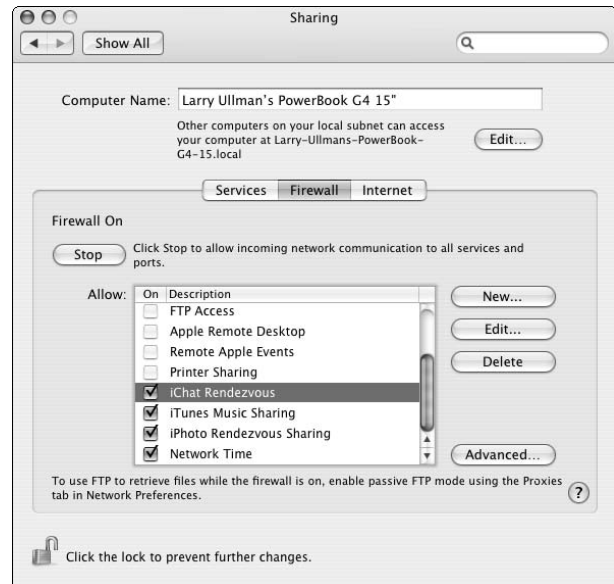 Sharing
Show All
Computer Name: Larry Ullman's PowerBook G4 15"
Other computers on your local subnet can access
your computer at Larry-Ullmans-PowerBook-
G4-15.local
Edit...
Services Firewall Internet
Firewall On
Stop Click Stop to allow incoming network communication to all services and
ports.
Allow: On Description
FTP Access
Apple Remote Desktop
Remote Apple Events
Printer Sharing
iChat Rendezvous
iTunes Music Sharing
iPhoto Rendezvous Sharing
Network Time
New...
Edit...
Delete
Advanced...
To use FTP to retrieve files while the firewall is on, enable passive FTP mode using the Proxies
tab in Network Preferences.
?
Click the lock to prevent further changes.